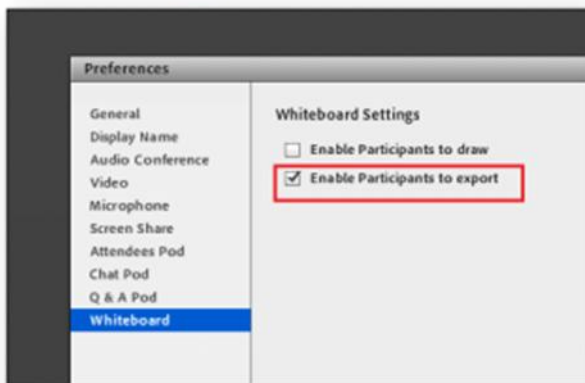 Preferences
General
Display Name
Audio Conference
Video
Microphone
Screen Share
Attendees Pod
Chat Pod
Q & A Pod
Whiteboard
Whiteboard Settings
Enable Participants to draw
Enable Participants to export